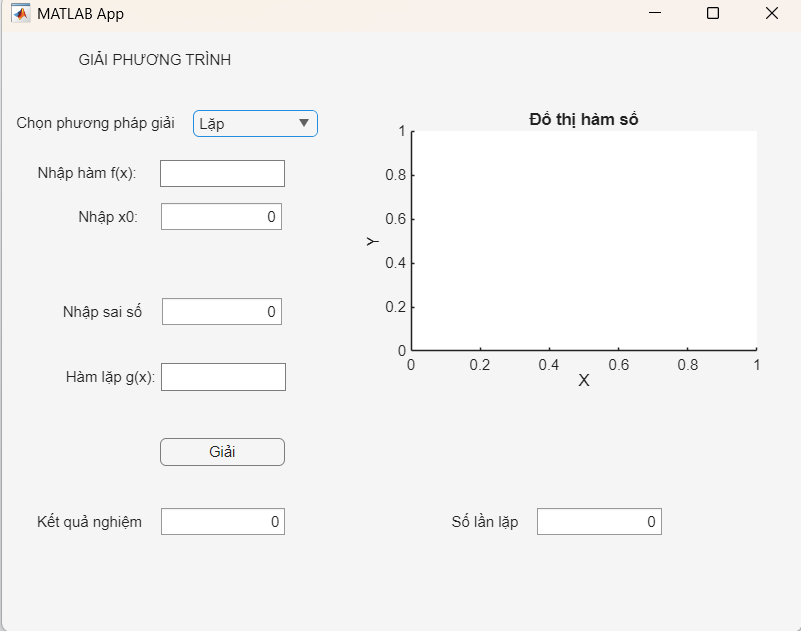 MATLAB App
GIẢI PHƯƠNG TRÌNH
Chọn phương pháp giải
Lặp
Nhập hàm f(x):
Nhập x0:
0
Nhập sai số
0
Hàm lặp g(x):
Giải
Kết quả nghiệm
0
Đồ thị hàm số
1
0.8
0.6
Y
0.4
0.2
0
0 0.2 0.4 0.6 0.8 1
X
Số lần lặp
0